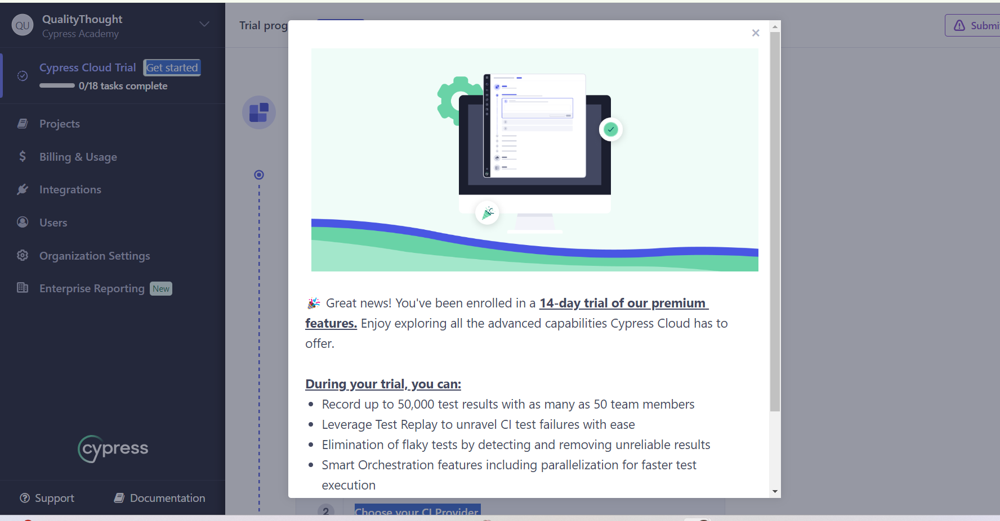 QU
QualityThought
Cypress Academy
Cypress Cloud Trial Get started
0/18 tasks complete
Projects
Billing & Usage
Integrations
Users
Organization Settings
Enterprise Reporting New
cypress
Support Documentation
Trial prog
Great news! You've been enrolled in a 14-day trial of our premium
features. Enjoy exploring all the advanced capabilities Cypress Cloud has to
offer.
During your trial, you can:
• Record up to 50,000 test results with as many as 50 team members
• Leverage Test Replay to unravel CI test failures with ease
• Elimination of flaky tests by detecting and removing unreliable results
• Smart Orchestration features including parallelization for faster test
execution
2 Choose your CI Provider
Submi